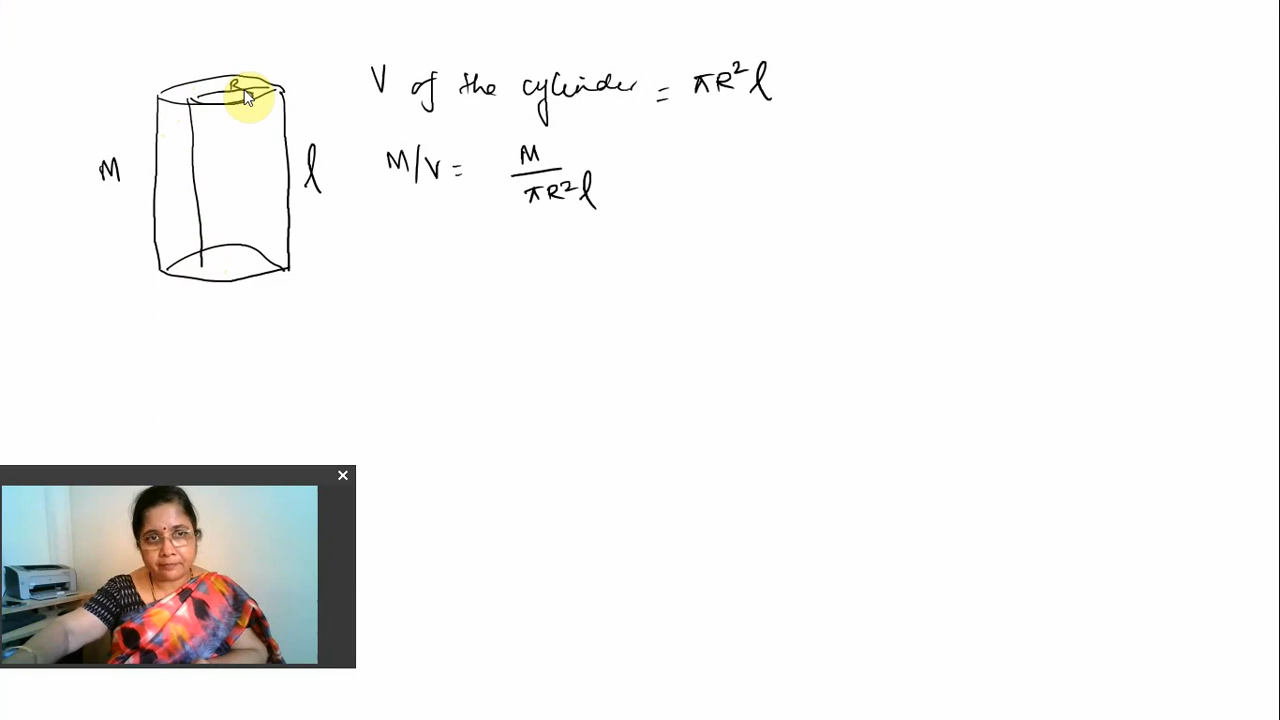 R
V of the cylinder = πR²l
M
l
M/V = M / πR²l